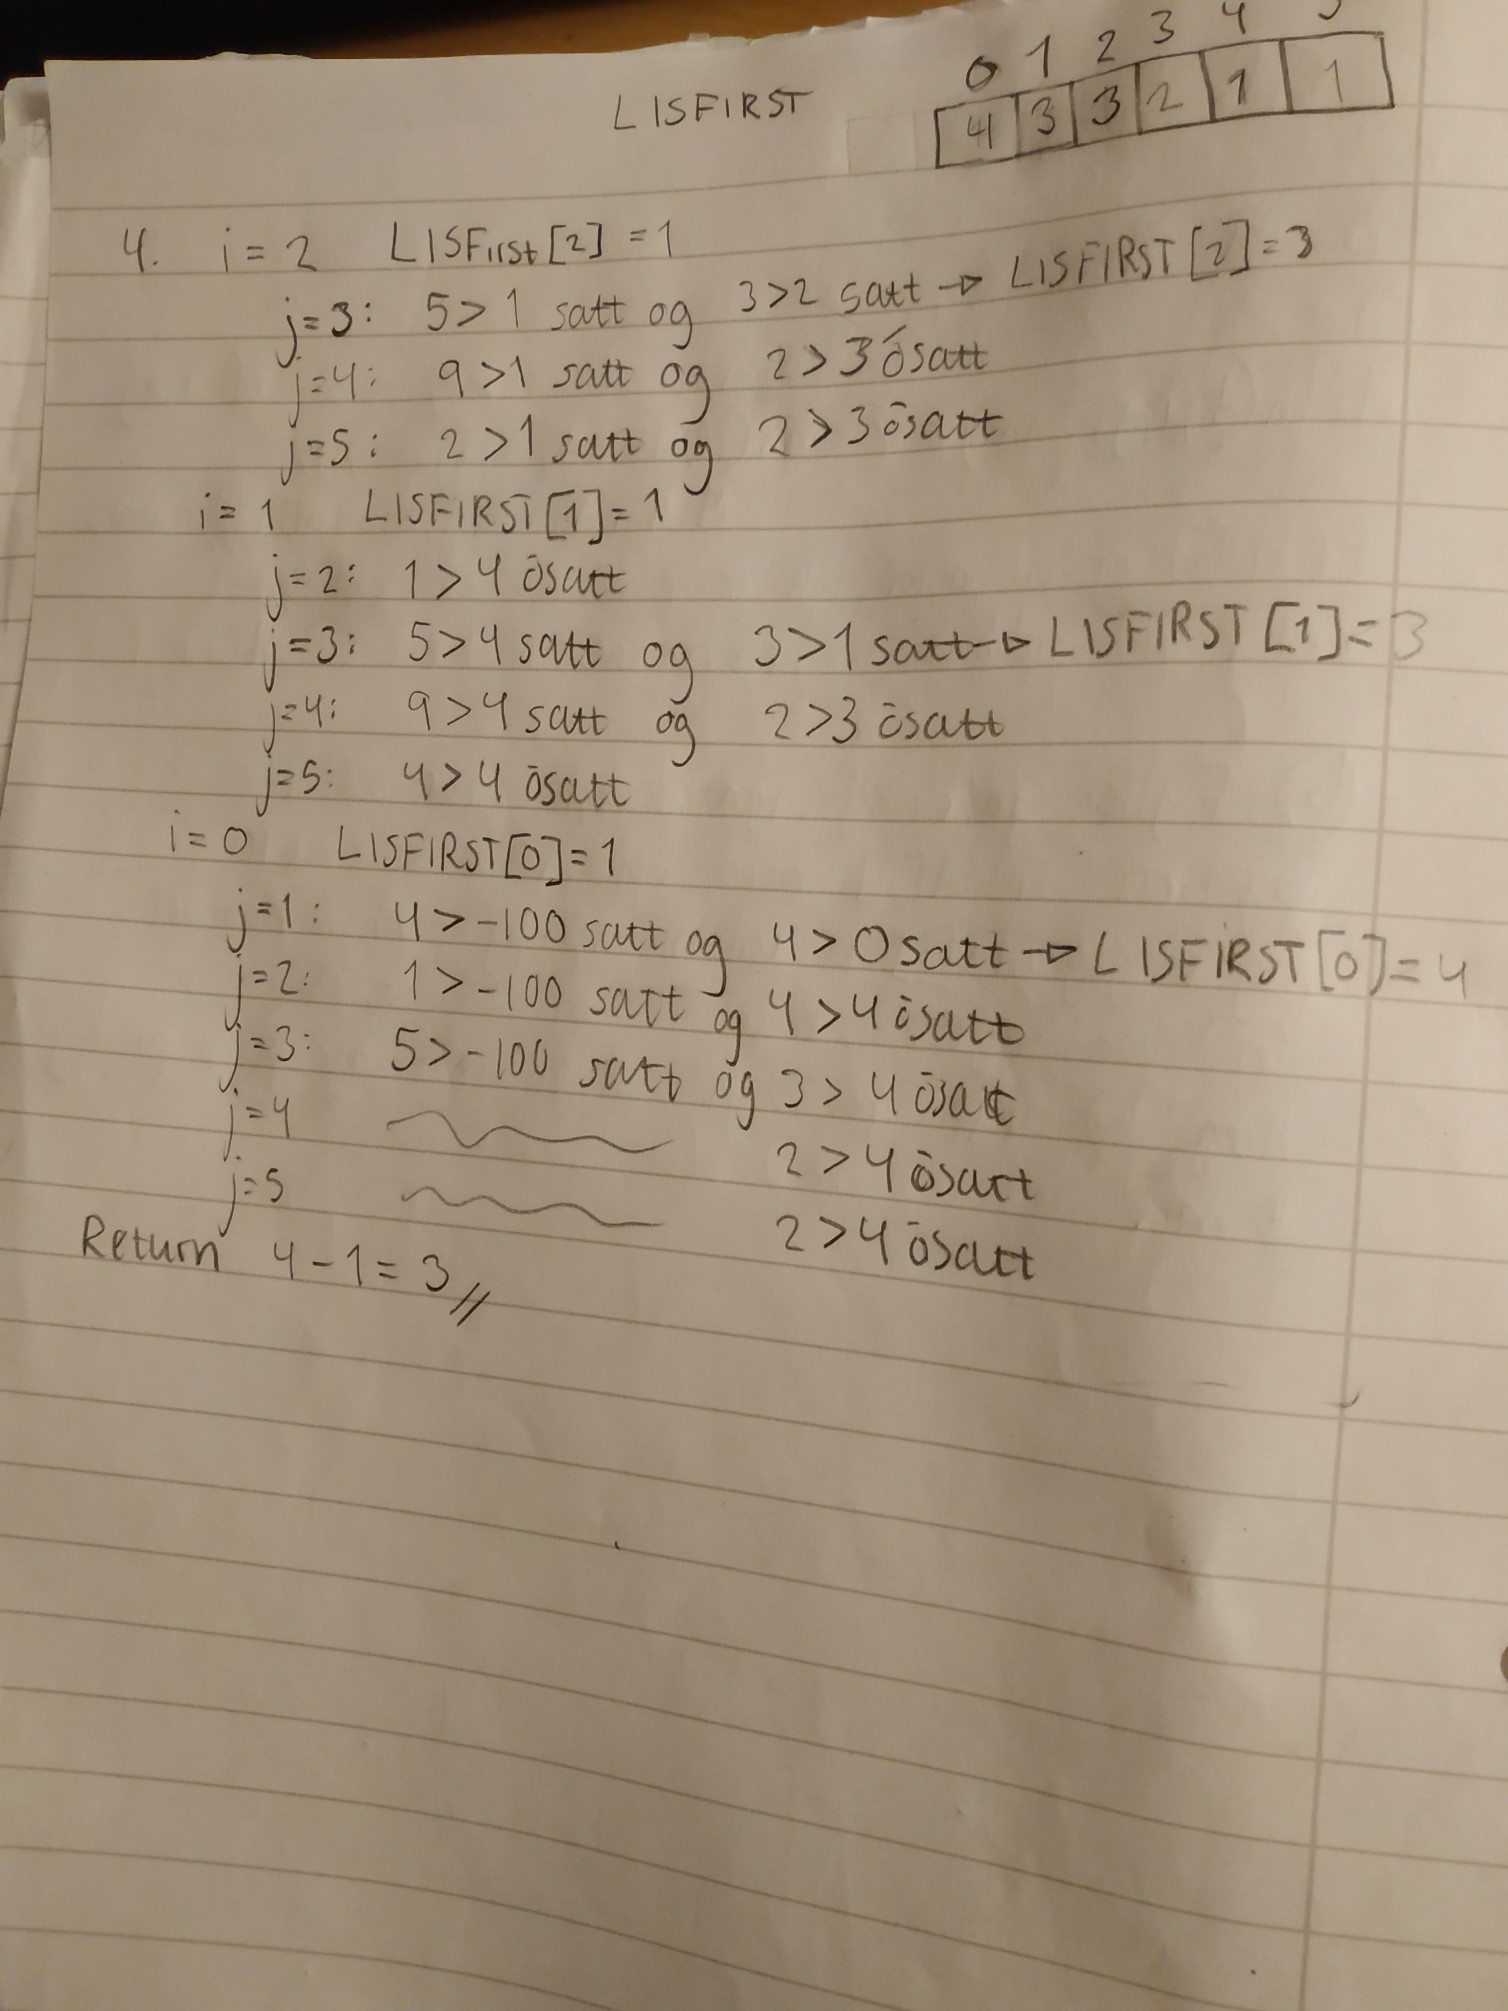 LISFIRST
0 1 2 3 4
4 3 3 2 1 1
4. i = 2 LISFirst[2] = 1
j=3: 5>1 satt og 3>2 satt → LISFIRST[2]=3
j=4: 9>1 satt og 2>3 ósatt
j=5: 2>1 satt og 2>3 ósatt
i = 1 LISFIRST[1]=1
j=2: 1>4 ósatt
j=3: 5>4 satt og 3>1 satt → LISFIRST[1]=3
j=4: 9>4 satt og 2>3 ósatt
j=5: 4>4 ósatt
i=0 LISFIRST[0]=1
j=1: 4>-100 satt og 4>0 satt → LISFIRST[0]=4
j=2: 1>-100 satt og 4>4 ósatt
j=3: 5>-100 satt og 3>4 ósatt
j=4 2>4 ósatt
j=5 2>4 ósatt
Return 4-1=3